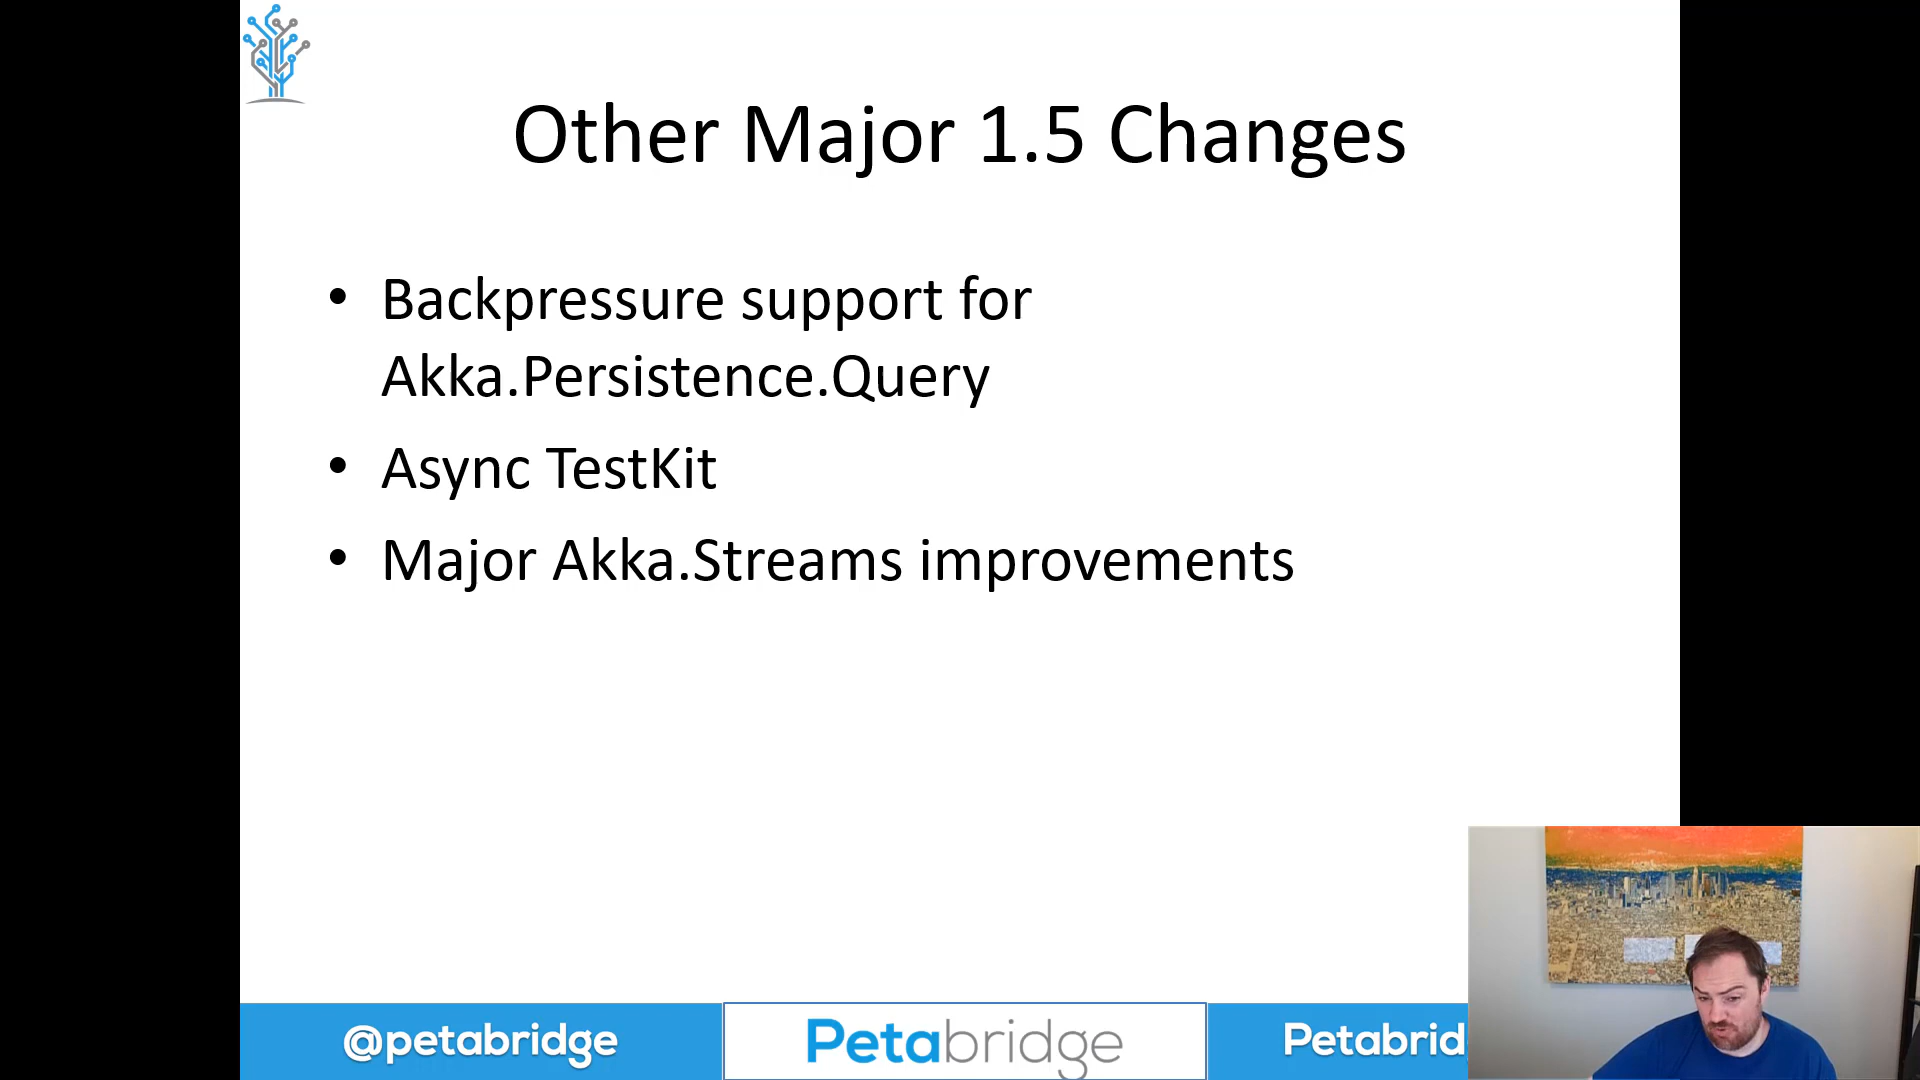 Other Major 1.5 Changes
• Backpressure support for
Akka.Persistence.Query
• Async TestKit
• Major Akka.Streams improvements
@petabridge
Petabridge
Petabrid